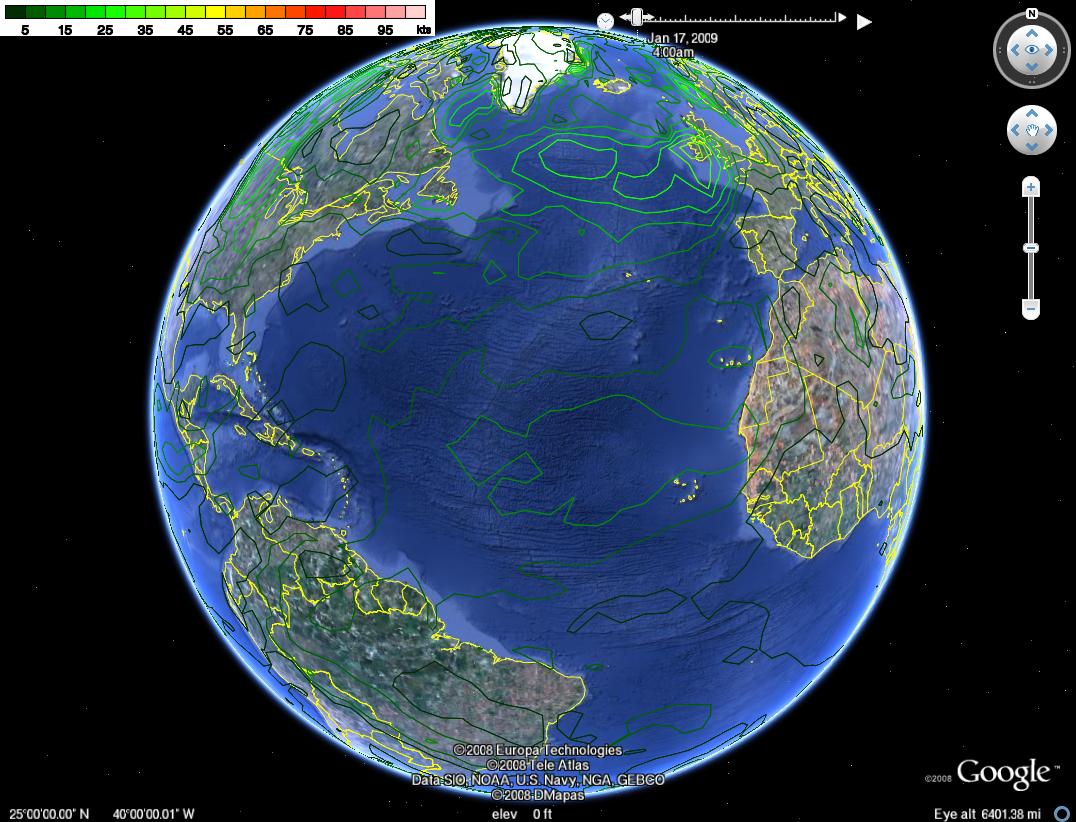 5 15 25 35 45 55 65 75 85 95 kts
Jan 17, 2009
4:00am
N
©2008 Europa Technologies
©2008 Tele Atlas
Data SIO, NOAA, U.S. Navy, NGA, GEBCO
©2008 DMapas
©2008 Google™
25°00'00.00" N 40°00'00.01" W elev 0 ft Eye alt 6401.38 mi